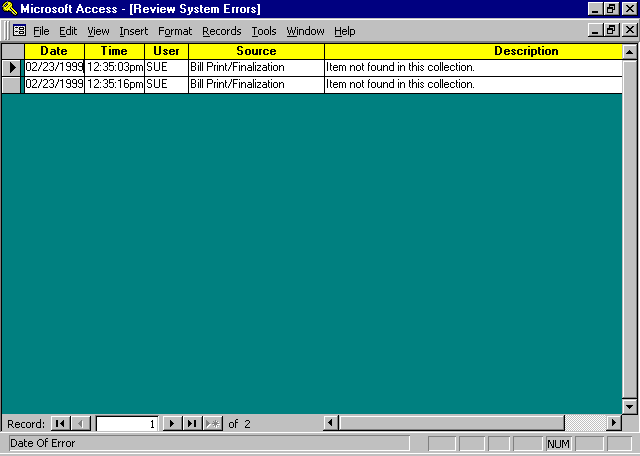 Microsoft Access - [Review System Errors]
File Edit View Insert Format Records Tools Window Help
Date Time User Source Description
02/23/1999 12:35:03pm SUE Bill Print/Finalization Item not found in this collection.
02/23/1999 12:35:16pm SUE Bill Print/Finalization Item not found in this collection.
Record: 1 of 2
Date Of Error NUM